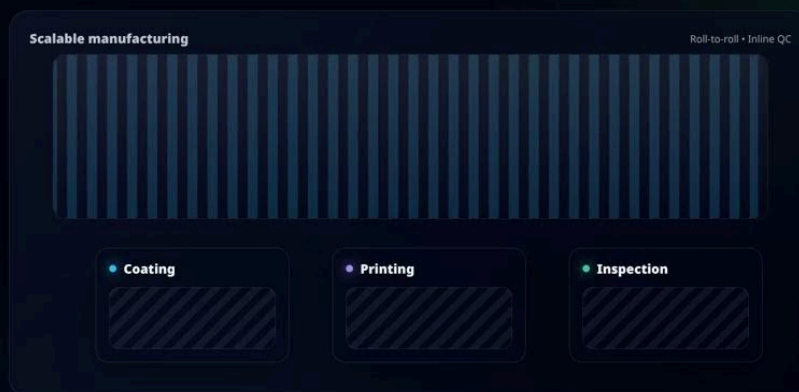 Scalable manufacturing
Roll-to-roll • Inline QC
Coating
Printing
Inspection